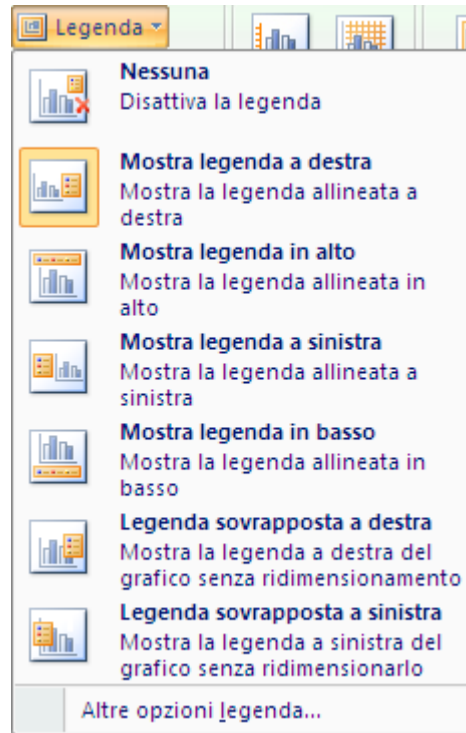 Legenda
Nessuna
Disattiva la legenda
Mostra legenda a destra
Mostra la legenda allineata a
destra
Mostra legenda in alto
Mostra la legenda allineata in
alto
Mostra legenda a sinistra
Mostra la legenda allineata a
sinistra
Mostra legenda in basso
Mostra la legenda allineata in
basso
Legenda sovrapposta a destra
Mostra la legenda a destra del
grafico senza ridimensionamento
Legenda sovrapposta a sinistra
Mostra la legenda a sinistra del
grafico senza ridimensionarlo
Altre opzioni legenda...